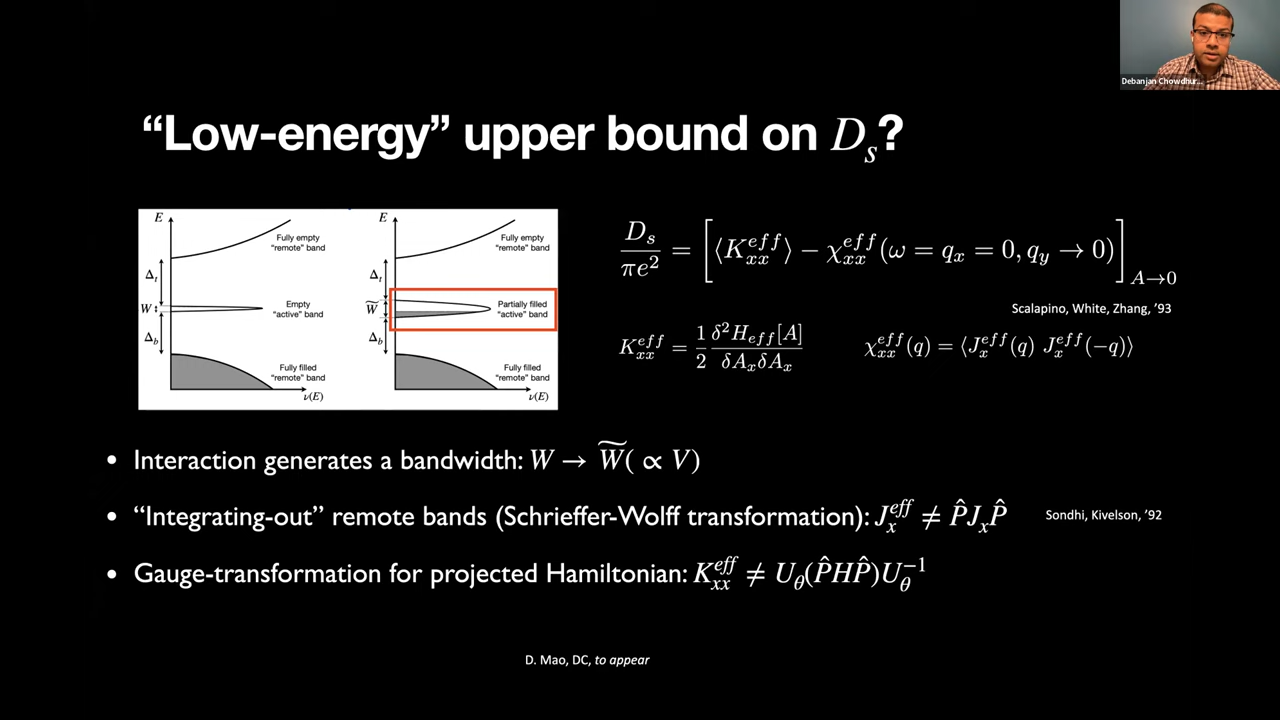 Debanjan Chowdhur...
“Low-energy” upper bound on D_s?
E
Fully empty
“remote” band
Δ_t
W
Empty
“active” band
Δ_b
Fully filled
“remote” band
ν(E)
E
Fully empty
“remote” band
Δ_t
W̃
Partially filled
“active” band
Δ_b
Fully filled
“remote” band
ν(E)
D_s/πe² = [⟨K_xx^eff⟩ − χ_xx^eff(ω = q_x = 0, q_y → 0)]_{A→0}
Scalapino, White, Zhang, ’93
K_xx^eff = 1/2 δ²H_eff[A]/δA_xδA_x
χ_xx^eff(q) = ⟨J_x^eff(q) J_x^eff(−q)⟩
• Interaction generates a bandwidth: W → W̃( ∝ V)
• “Integrating-out” remote bands (Schrieffer-Wolff transformation): J_x^eff ≠ P̂J_xP̂
Sondhi, Kivelson, ’92
• Gauge-transformation for projected Hamiltonian: K_xx^eff ≠ U_θ(P̂HP̂)U_θ^−1
D. Mao, DC, to appear